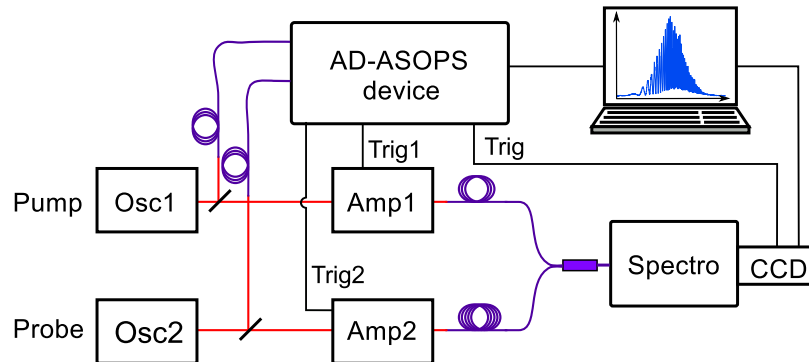 AD-ASOPS
device
Trig1
Trig
Pump
Osc1
Amp1
Trig2
Spectro
CCD
Probe
Osc2
Amp2